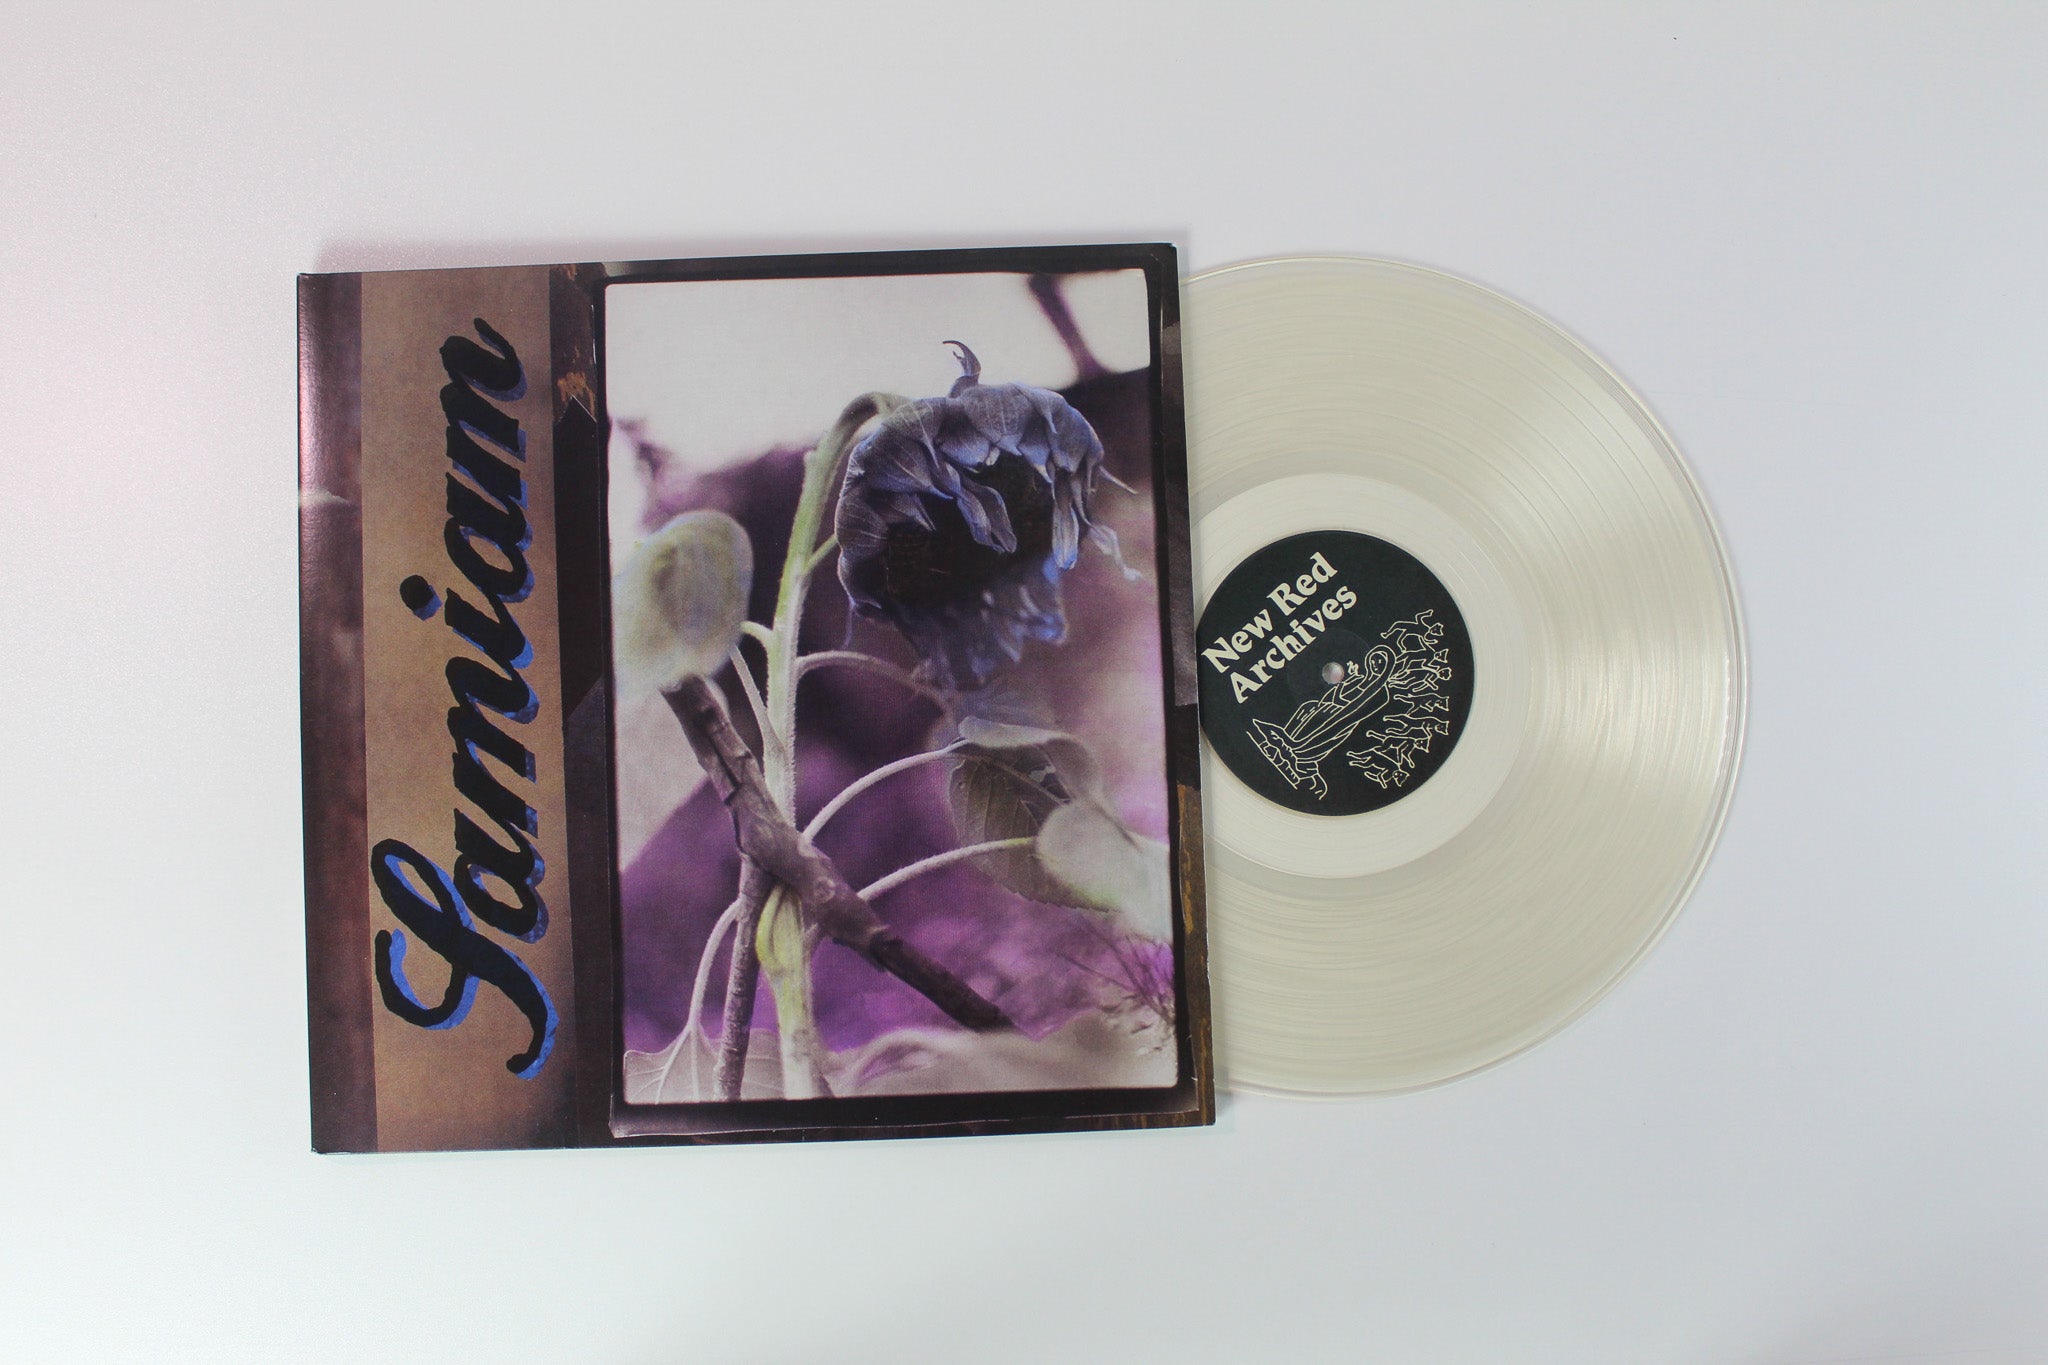 Samiam
New Red
Archives